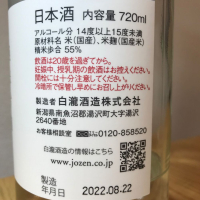 日本酒 内容量 720ml
アルコール分 14度以上15度未満
原材料名 米(国産)、米麹(国産米)
精米歩合 55%
飲酒は20歳を過ぎてから。
妊娠中、授乳期の飲酒はお控えください。
開栓には十分注意してください。
冷暗所で保管し早めにお召し上がりください。
製造者 白瀧酒造株式会社
新潟県南魚沼郡湯沢町大字湯沢
2640番地
お客様相談室 0120-858520
白瀧酒造の情報はこちら
www.jozen.co.jp
製造
年月日 2022.08.22